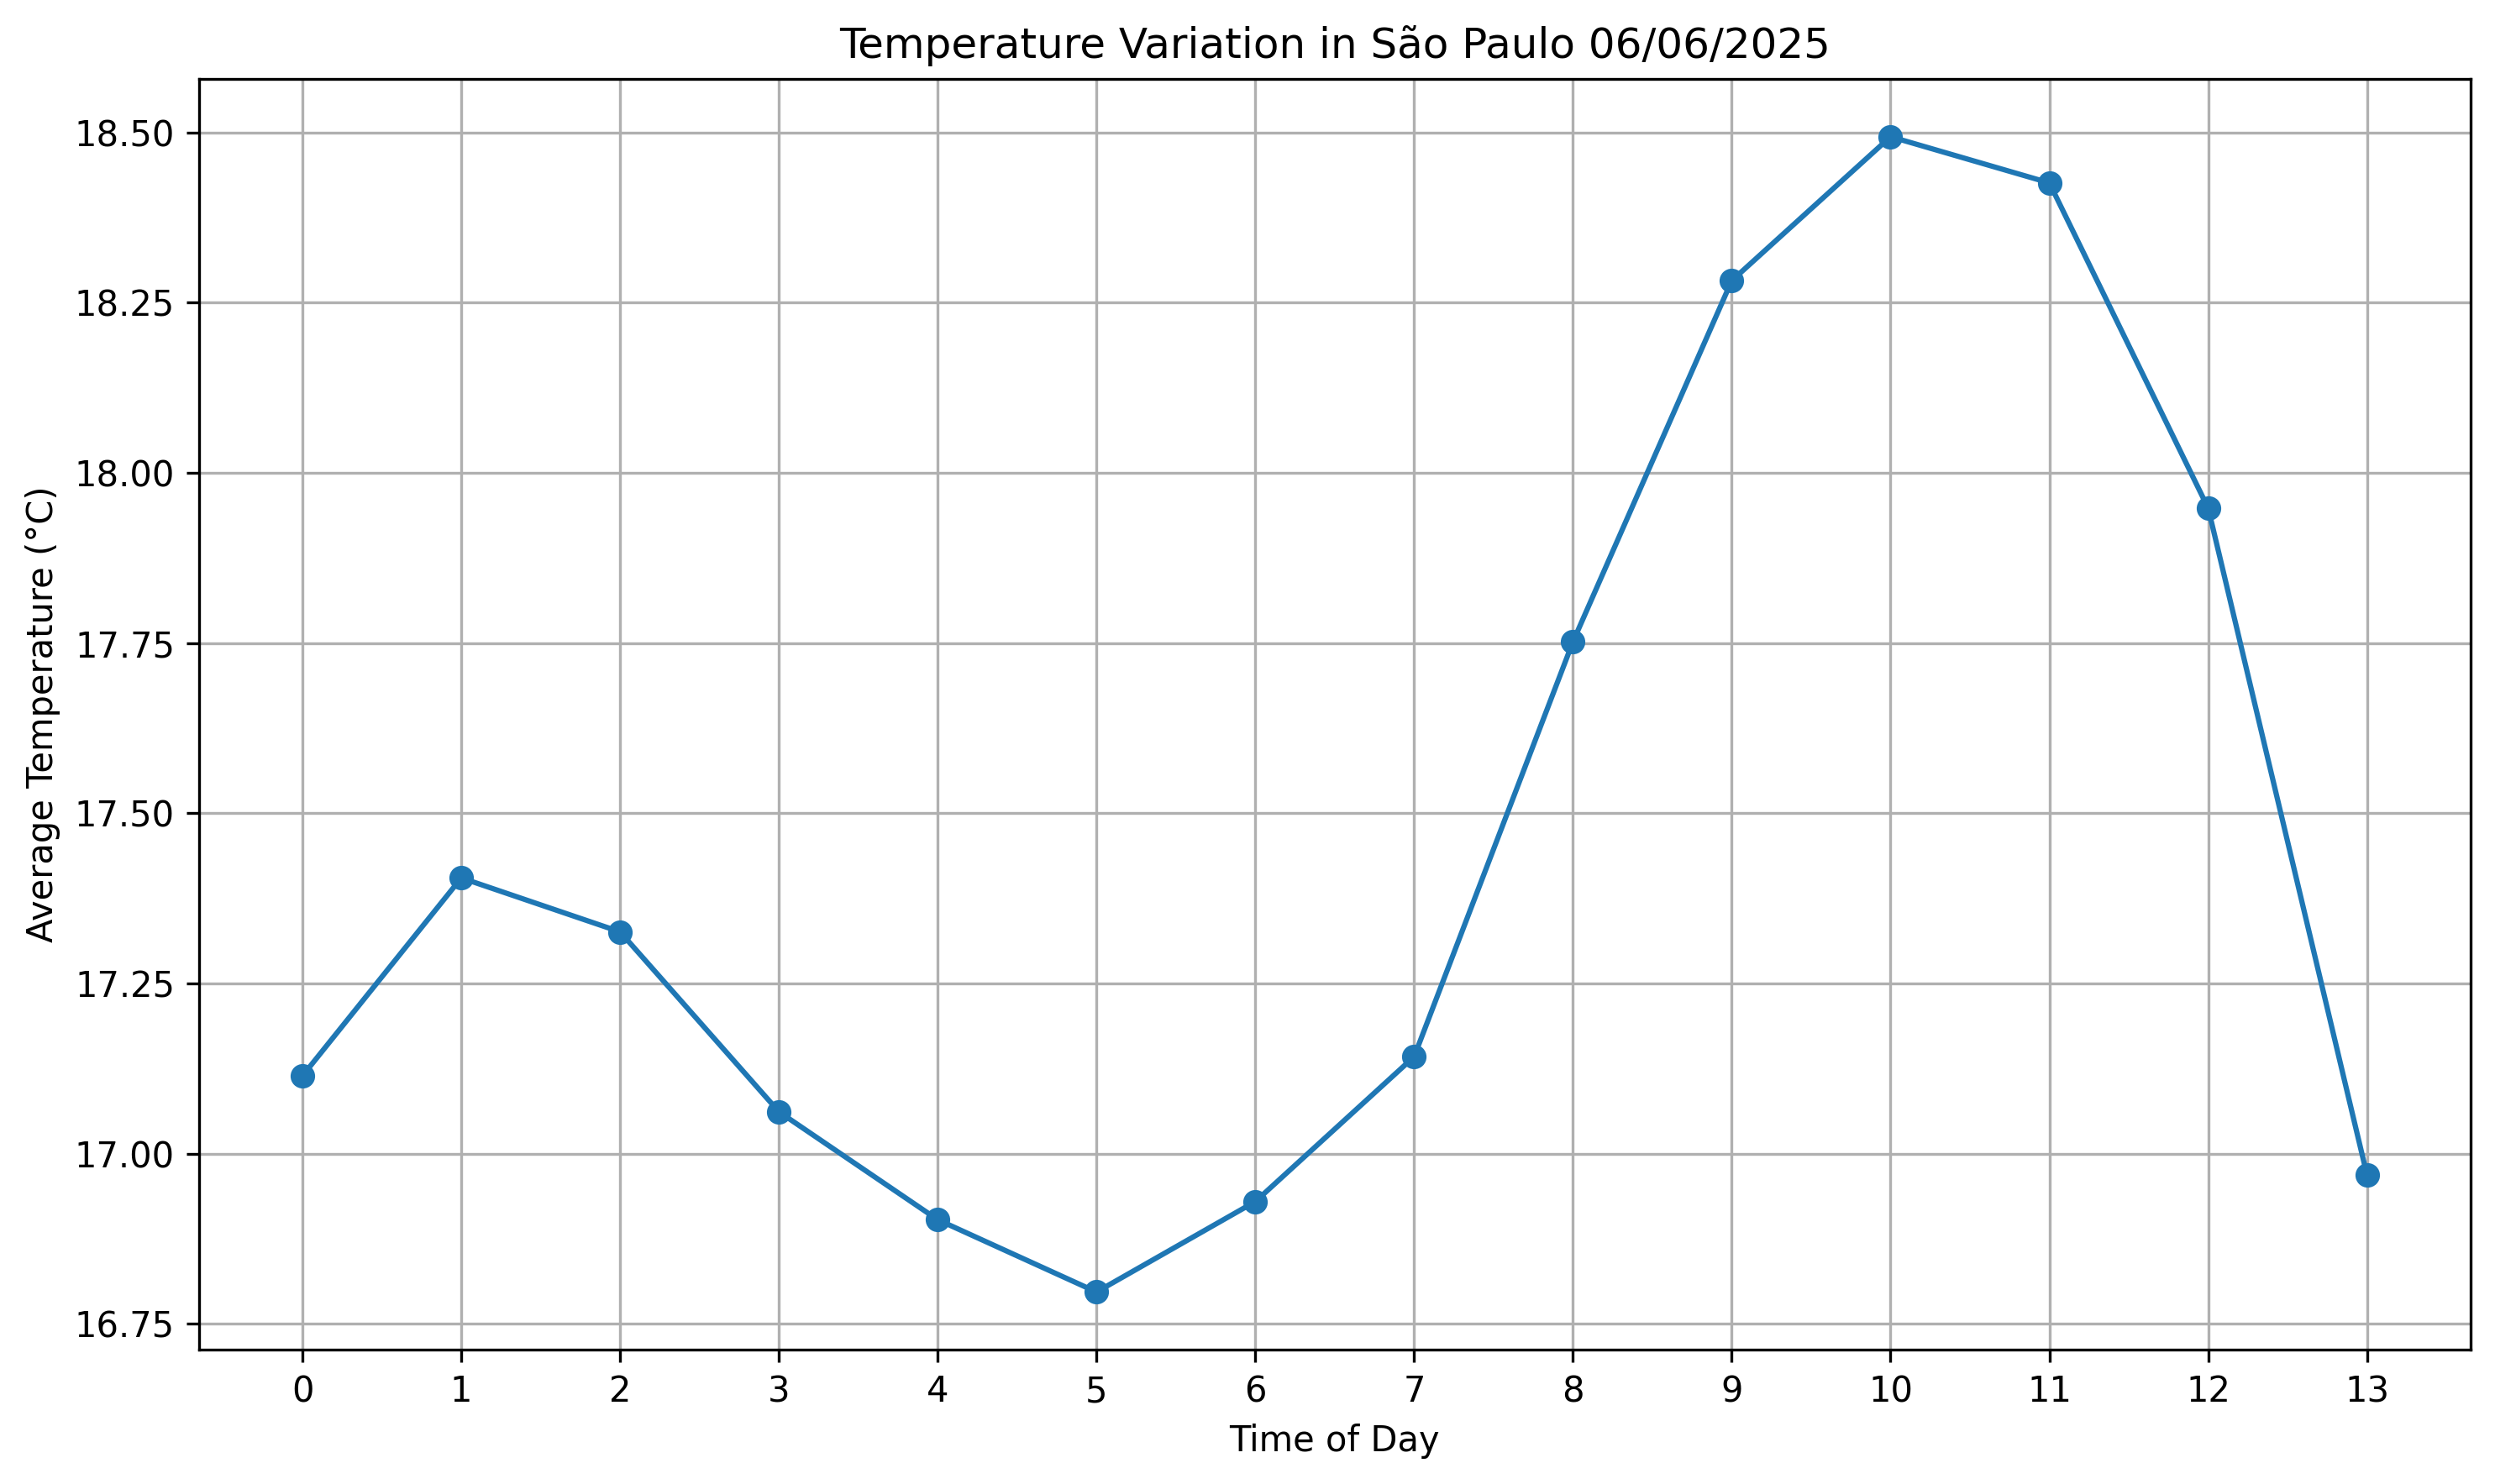 Temperature Variation in São Paulo 06/06/2025
18.50
18.25
18.00
17.75
17.50
17.25
17.00
16.75
Average Temperature (°C)
0 1 2 3 4 5 6 7 8 9 10 11 12 13
Time of Day